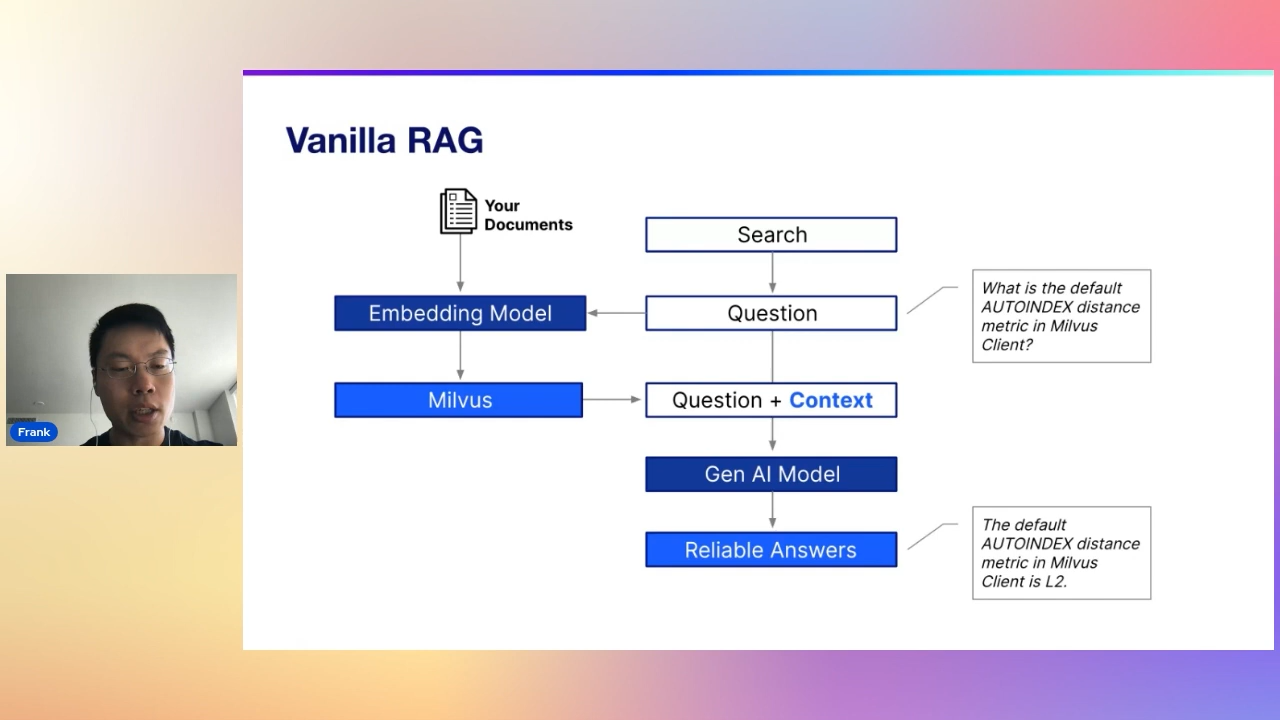 Vanilla RAG
Your
Documents
Search
Embedding Model
Question
What is the default
AUTOINDEX distance
metric in Milvus
Client?
Milvus
Question + Context
Gen AI Model
Reliable Answers
The default
AUTOINDEX distance
metric in Milvus
Client is L2.
Frank